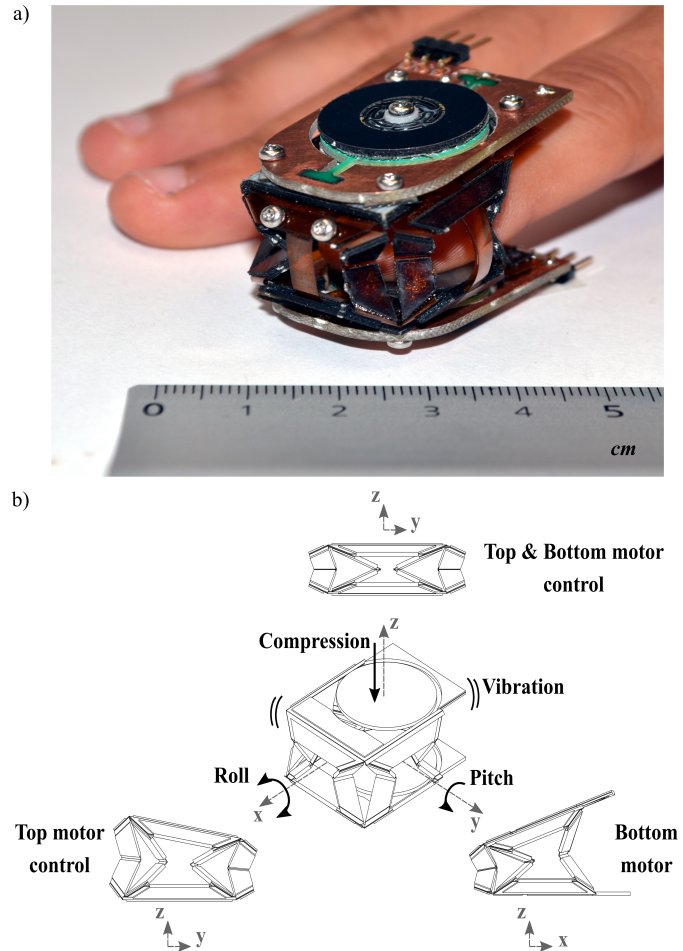 a)
0 1 2 3 4 5
cm
b)
z
y
Top & Bottom motor
control
z
Compression
Vibration
Roll
Pitch
x
y
Top motor
control
Bottom
motor
z
y
z
x